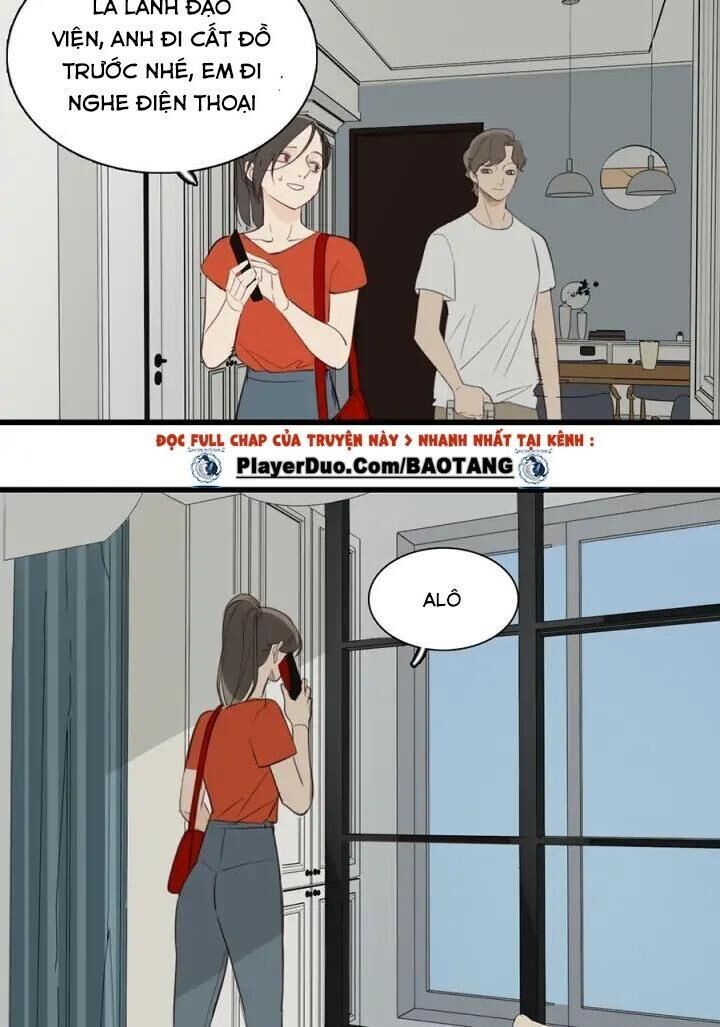 LÀ LÃNH ĐẠO
VIỆN, ANH ĐI CẤT ĐỒ
TRƯỚC NHÉ, EM ĐI
NGHE ĐIỆN THOẠI
ĐỌC FULL CHAP CỦA TRUYỆN NÀY > NHANH NHẤT TẠI KÊNH :
PlayerDuo.Com/BAOTANG
ALÔ